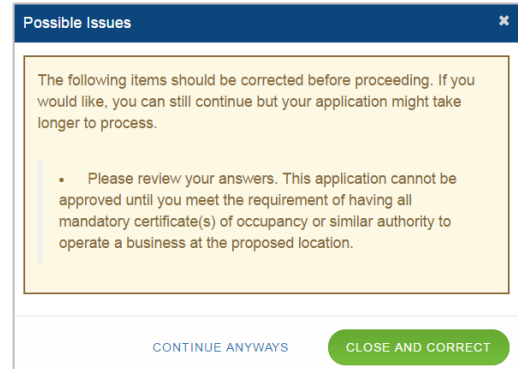 Possible Issues
The following items should be corrected before proceeding. If you
would like, you can still continue but your application might take
longer to process.
• Please review your answers. This application cannot be
approved until you meet the requirement of having all
mandatory certificate(s) of occupancy or similar authority to
operate a business at the proposed location.
CONTINUE ANYWAYS CLOSE AND CORRECT